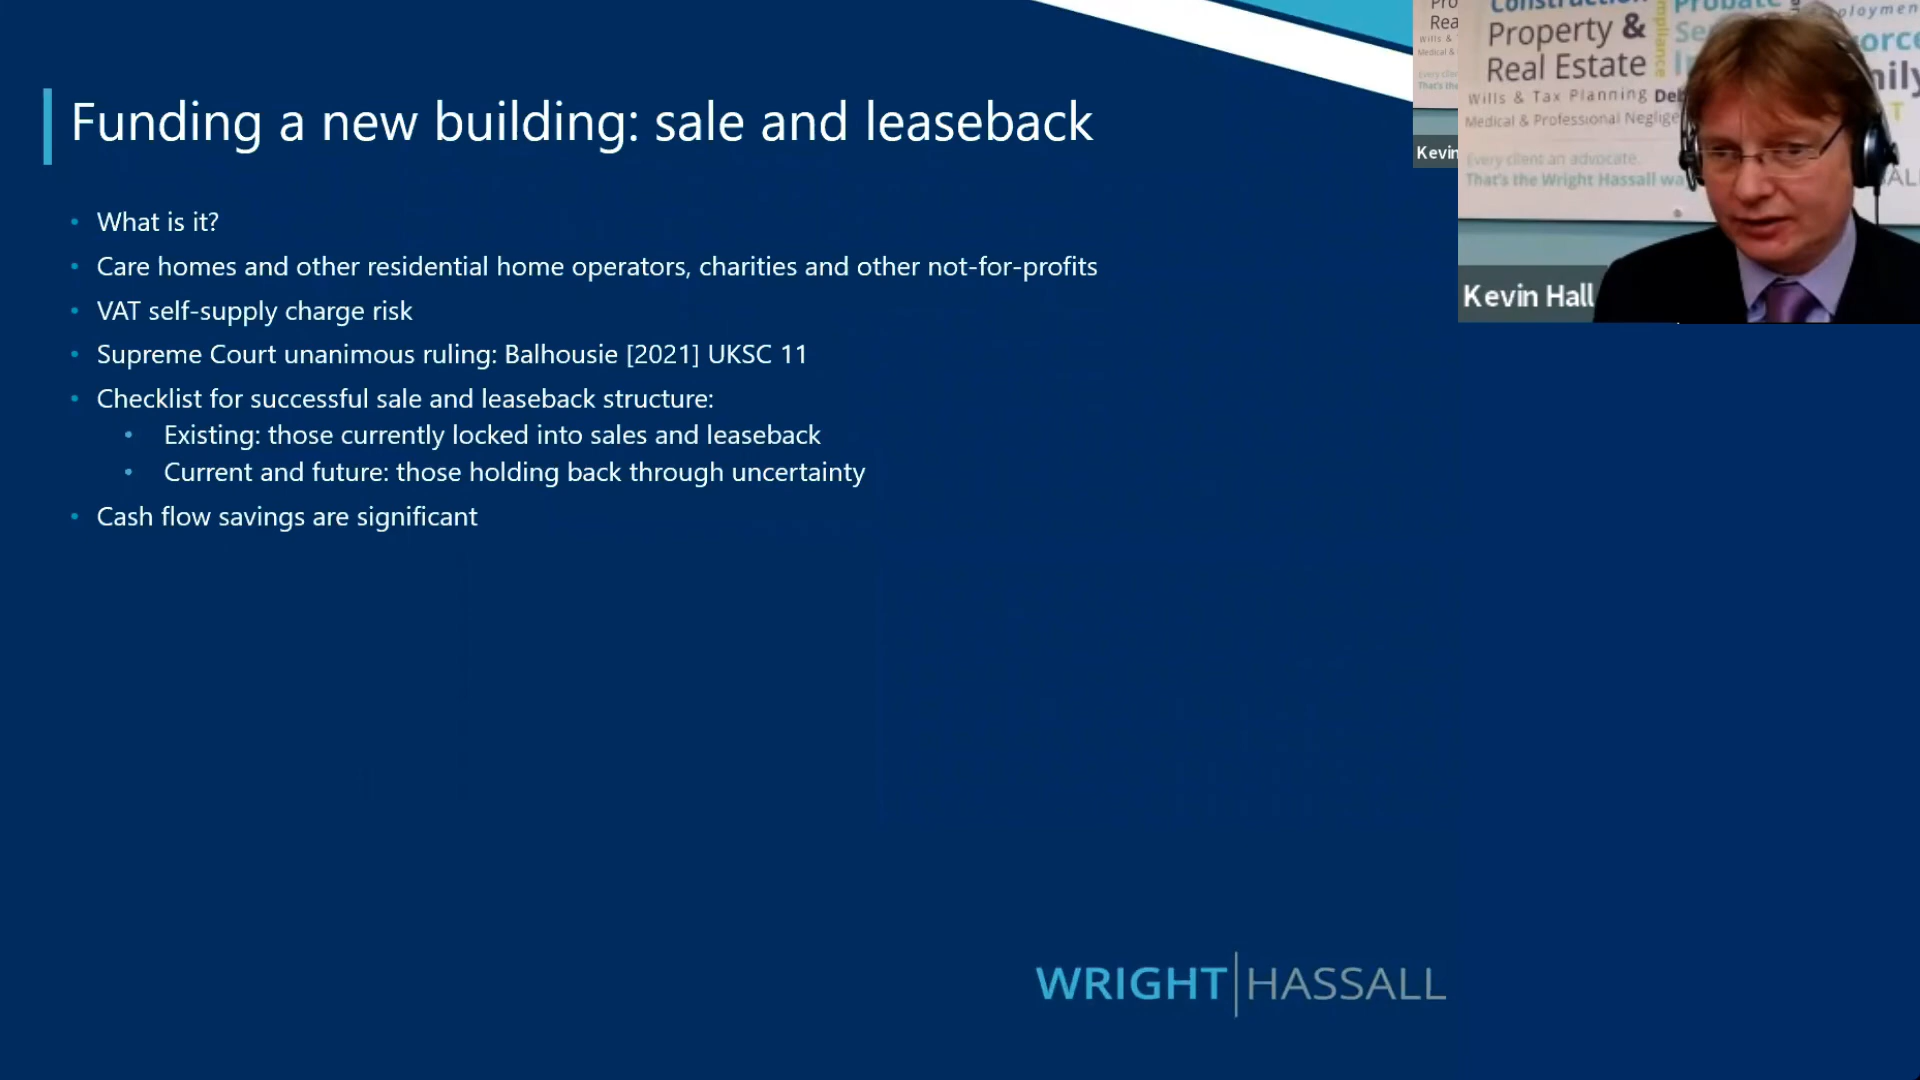 Funding a new building: sale and leaseback
• What is it?
• Care homes and other residential home operators, charities and other not-for-profits
• VAT self-supply charge risk
• Supreme Court unanimous ruling: Balhousie [2021] UKSC 11
• Checklist for successful sale and leaseback structure:
• Existing: those currently locked into sales and leaseback
• Current and future: those holding back through uncertainty
• Cash flow savings are significant
WRIGHT|HASSALL
Kevin
Construction
Property &
Real Estate
Wills & Tax Planning
Medical & Professional
Every client an advocate.
That's the Wright Hassall
Probate
Kevin Hall